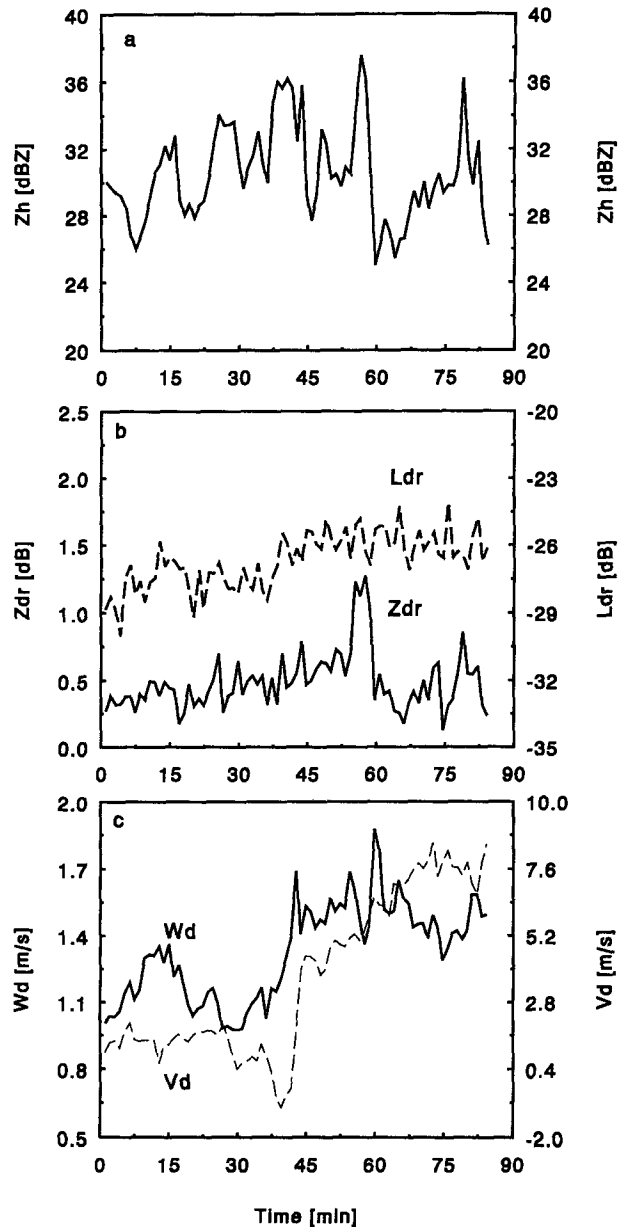 40 40
a
36 36
32 32
Zh [dBZ] Zh [dBZ]
28 28
24 24
20 20
0 15 30 45 60 75 90
2.5 -20
b
2.0 -23
Ldr
1.5 -26
Zdr [dB] Ldr [dB]
1.0 -29
Zdr
0.5 -32
0.0 -35
0 15 30 45 60 75 90
2.0 10.0
c
1.7 7.6
Wd
1.4 5.2
Wd [m/s] Vd [m/s]
1.1 2.8
0.8 0.4
Vd
0.5 -2.0
0 15 30 45 60 75 90
Time [min]